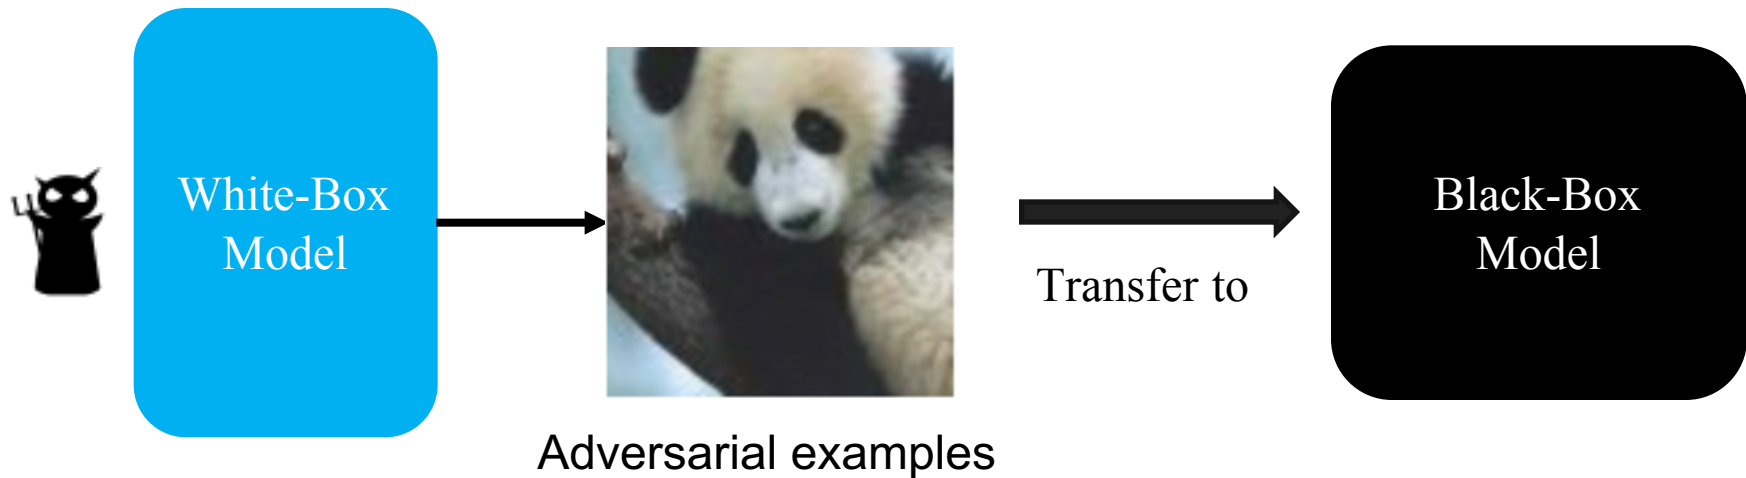 White-Box
Model
Adversarial examples
Transfer to
Black-Box
Model